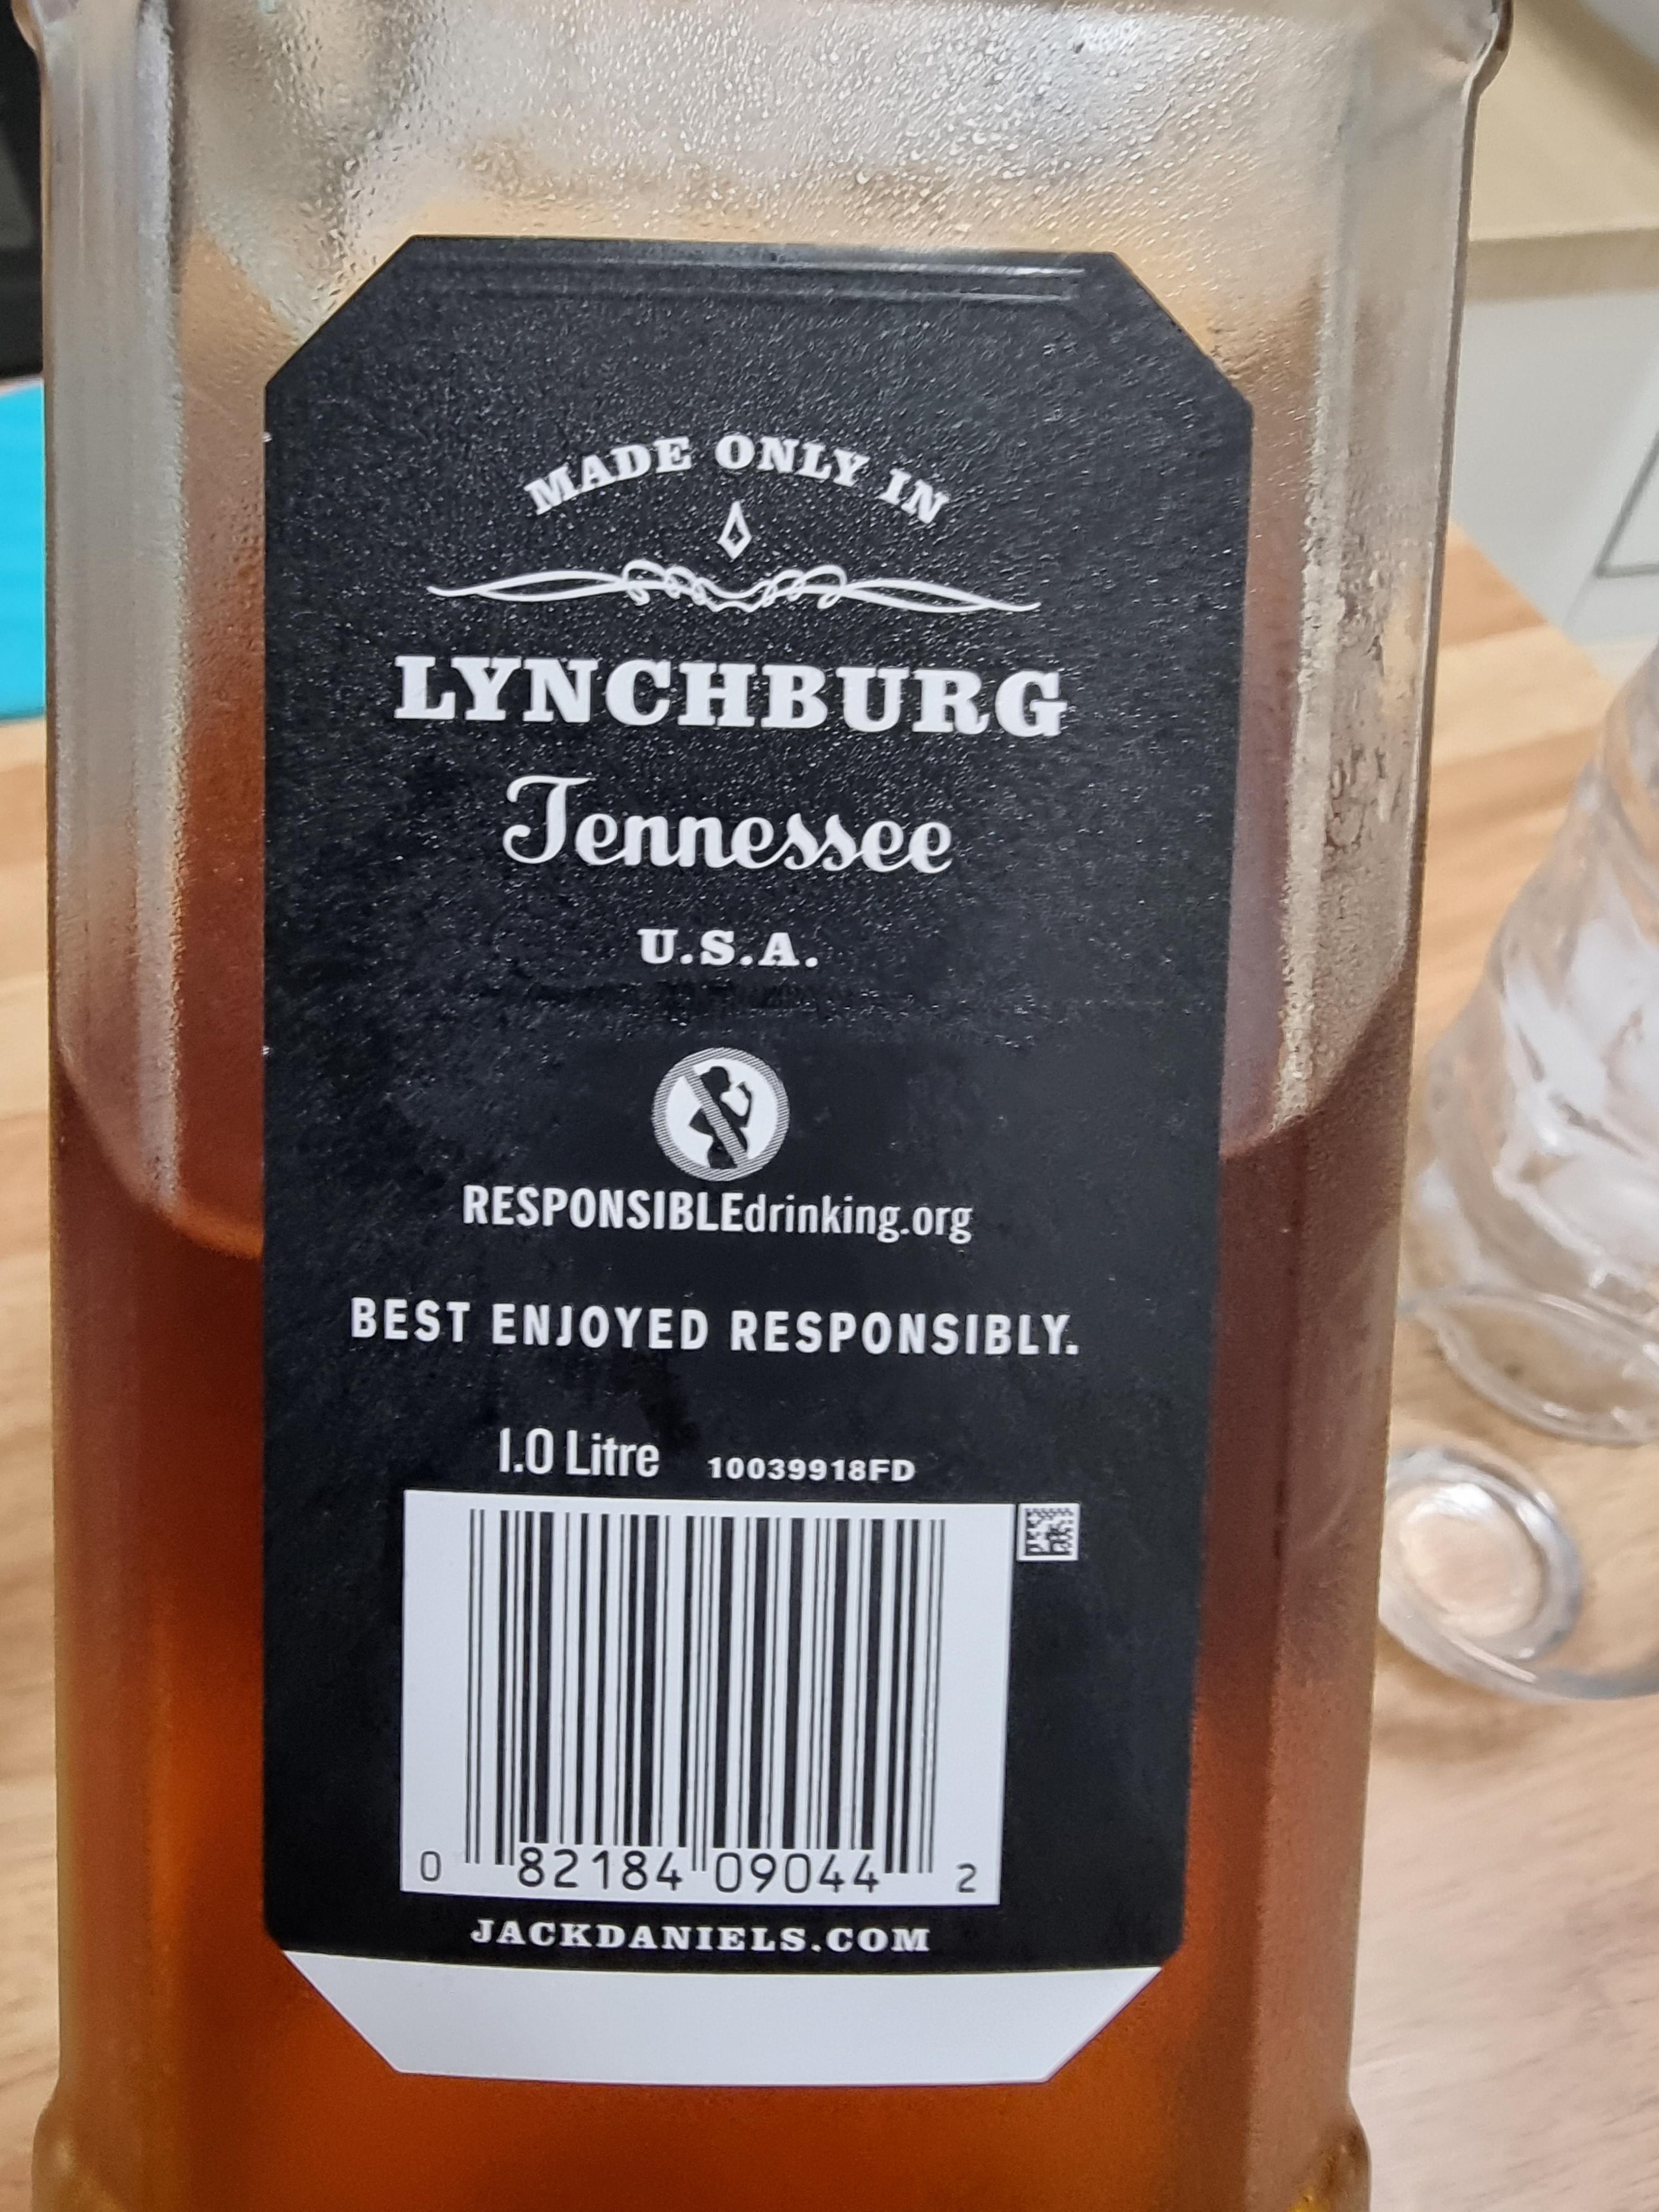 MADE ONLY IN
LYNCHBURG
Tennessee
U.S.A.
RESPONSIBLEdrinking.org
BEST ENJOYED RESPONSIBLY.
1.0 Litre 10039918FD
0 82184 09044 2
JACKDANIELS.COM